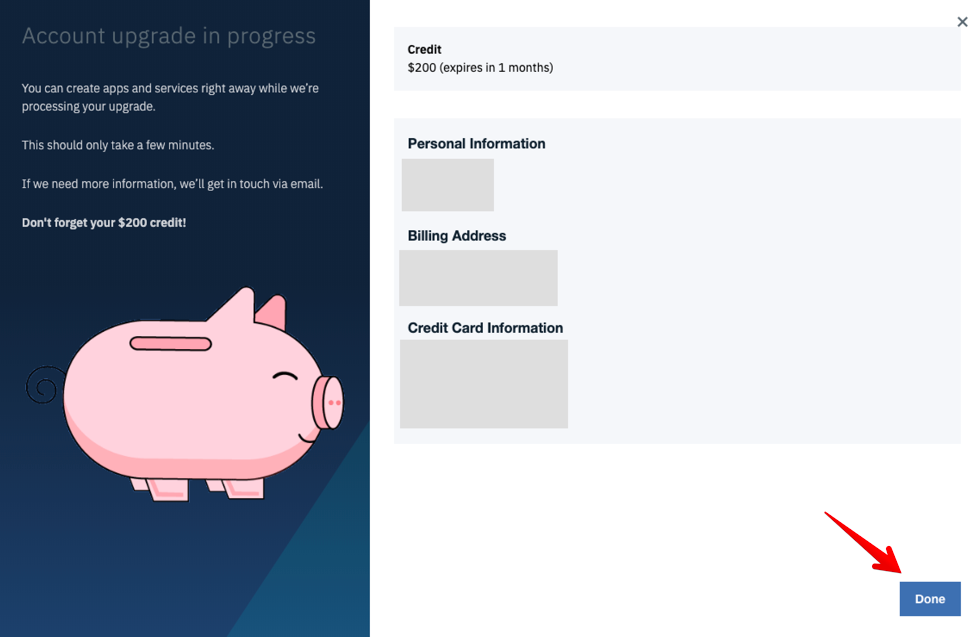 Account upgrade in progress
You can create apps and services right away while we're
processing your upgrade.
This should only take a few minutes.
If we need more information, we'll get in touch via email.
Don't forget your $200 credit!
Credit
$200 (expires in 1 months)
Personal Information
Billing Address
Credit Card Information
Done